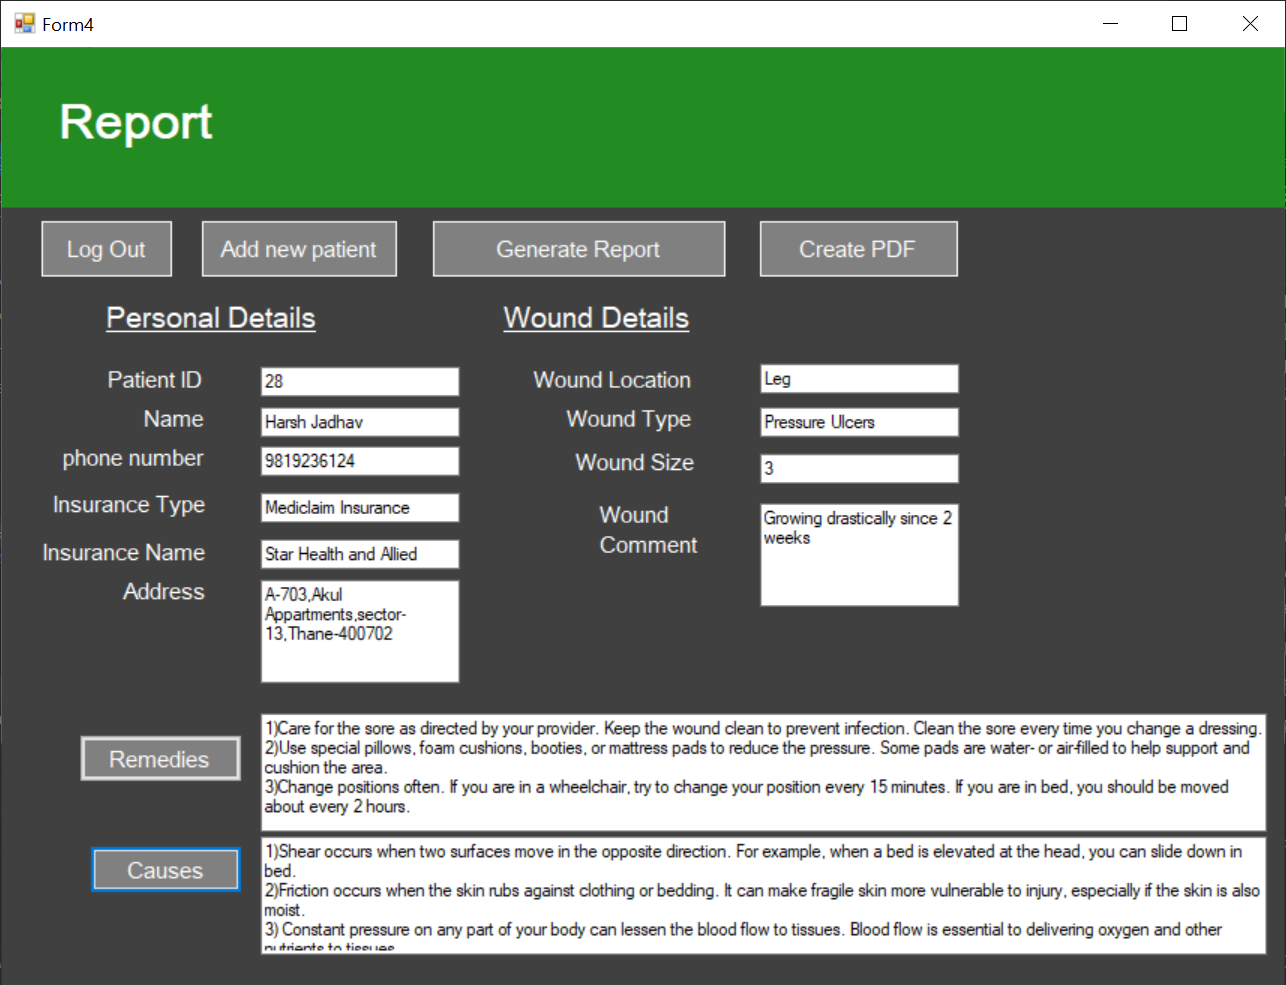 Form4
Report
Log Out
Add new patient
Generate Report
Create PDF
Personal Details
Patient ID
28
Name
Harsh Jadhav
phone number
9819236124
Insurance Type
Mediclaim Insurance
Insurance Name
Star Health and Allied
Address
A-703,Akul
Appartments,sector-
13,Thane-400702
Wound Details
Wound Location
Leg
Wound Type
Pressure Ulcers
Wound Size
3
Wound
Comment
Growing drastically since 2
weeks
Remedies
1)Care for the sore as directed by your provider. Keep the wound clean to prevent infection. Clean the sore every time you change a dressing.
2)Use special pillows, foam cushions, booties, or mattress pads to reduce the pressure. Some pads are water- or air-filled to help support and
cushion the area.
3)Change positions often. If you are in a wheelchair, try to change your position every 15 minutes. If you are in bed, you should be moved
about every 2 hours.
Causes
1)Shear occurs when two surfaces move in the opposite direction. For example, when a bed is elevated at the head, you can slide down in
bed.
2)Friction occurs when the skin rubs against clothing or bedding. It can make fragile skin more vulnerable to injury, especially if the skin is also
moist.
3) Constant pressure on any part of your body can lessen the blood flow to tissues. Blood flow is essential to delivering oxygen and other
nutrients to tissues